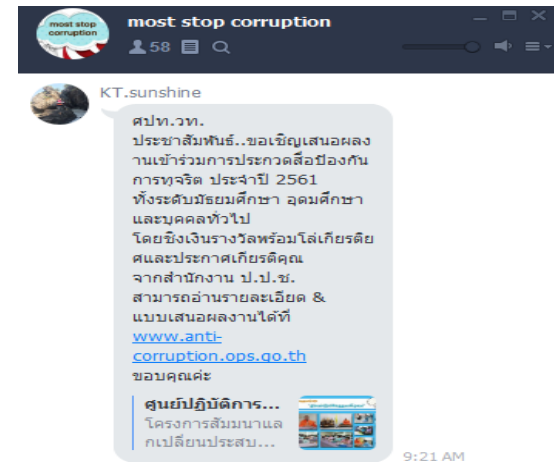 most stop corruption
most stop
corruption
58
KT.sunshine
ศปท.วท.
ประชาสัมพันธ์..ขอเชิญเสนอผลง
านเข้าร่วมการประกวดสื่อป้องกัน
การทุจริต ประจำปี 2561
ทั้งระดับมัธยมศึกษา อุดมศึกษา
และบุคคลทั่วไป
โดยชิงเงินรางวัลพร้อมโล่เกียรติย
ศและประกาศเกียรติคุณ
จากสำนักงาน ป.ป.ช.
สามารถอ่านรายละเอียด &
แบบเสนอผลงานได้ที่
www.anti-
corruption.ops.go.th
ขอบคุณค่ะ
ศูนย์ปฏิบัติการ...
โครงการสัมมนาแล
กเปลี่ยนประสบ...
9:21 AM